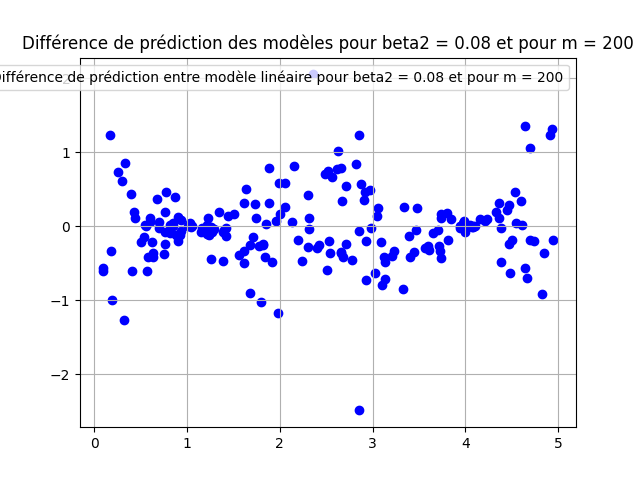 Différence de prédiction des modèles pour beta2 = 0.08 et pour m = 200
ifférence de prédiction entre modèle linéaire pour beta2 = 0.08 et pour m = 200
2
1
0
−1
−2
0 1 2 3 4 5